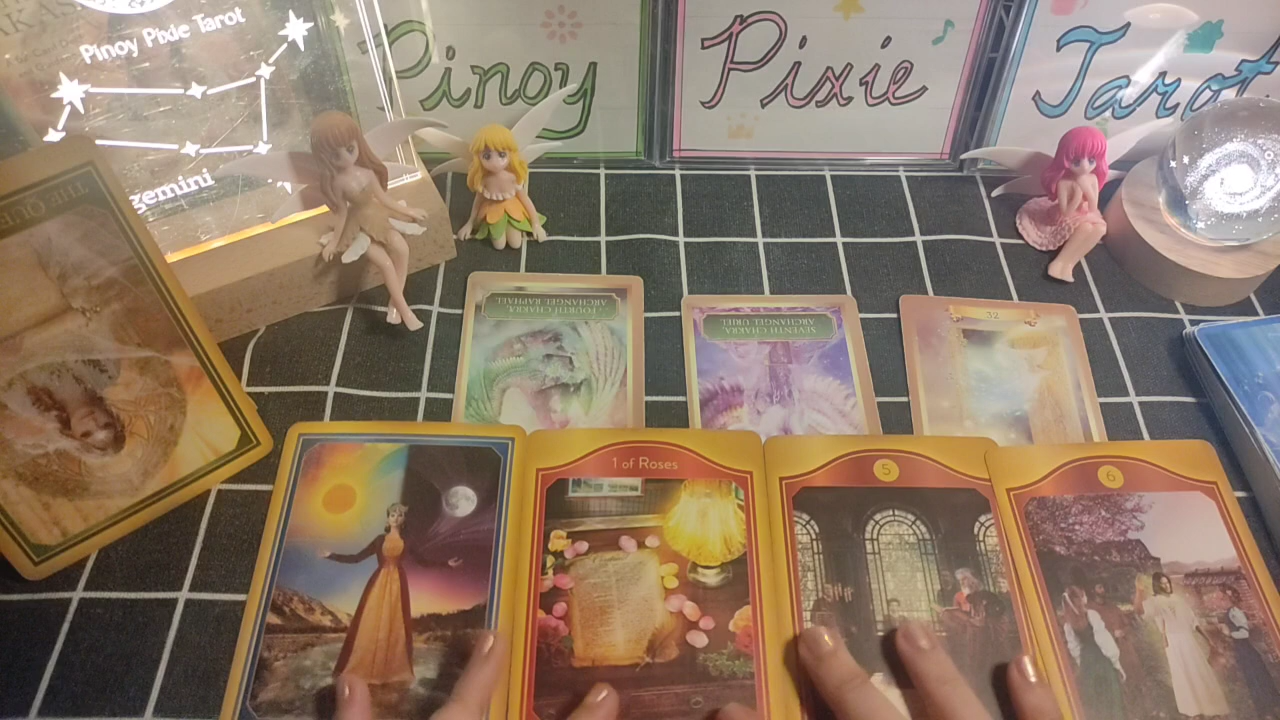 Pinoy Pixie Tarot
Pinoy
Pixie
Tarot
gemini
FOURTH CHAKRA,
ARCHANGEL RAPHAEL
SEVENTH CHAKRA,
ARCHANGEL URIEL
32
1 of Roses
5
6